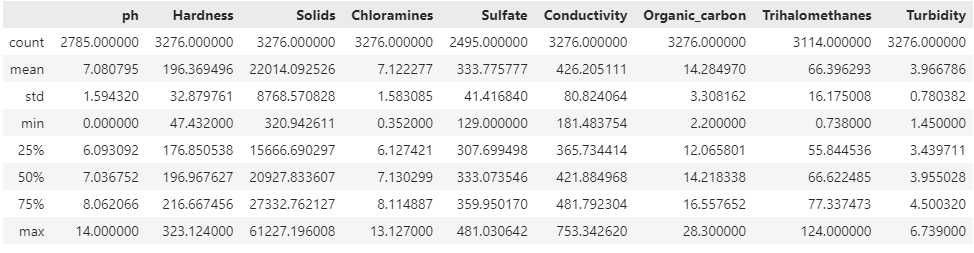 ph Hardness Solids Chloramines Sulfate Conductivity Organic_carbon Trihalomethanes Turbidity
count 2785.000000 3276.000000 3276.000000 3276.000000 2495.000000 3276.000000 3276.000000 3114.000000 3276.000000
mean 7.080795 196.369496 22014.092526 7.122277 333.775777 426.205111 14.284970 66.396293 3.966786
std 1.594320 32.879761 8768.570828 1.583085 41.416840 80.824064 3.308162 16.175008 0.780382
min 0.000000 47.432000 320.942611 0.352000 129.000000 181.483754 2.200000 0.738000 1.450000
25% 6.093092 176.850538 15666.690297 6.127421 307.699498 365.734414 12.065801 55.844536 3.439711
50% 7.036752 196.967627 20927.833607 7.130299 333.073546 421.884968 14.218338 66.622485 3.955028
75% 8.062066 216.667456 27332.762127 8.114887 359.950170 481.792304 16.557652 77.337473 4.500320
max 14.000000 323.124000 61227.196008 13.127000 481.030642 753.342620 28.300000 124.000000 6.739000